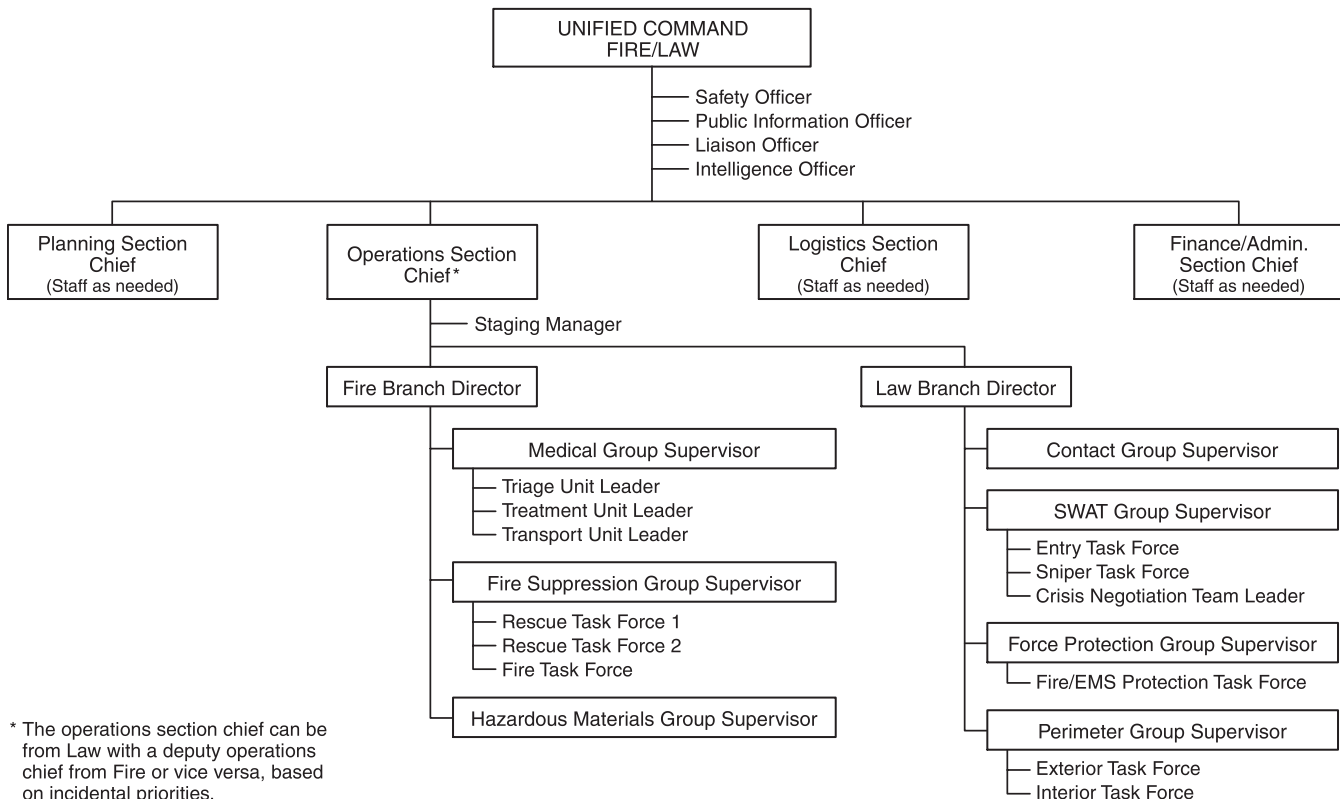 UNIFIED COMMAND
FIRE/LAW
Safety Officer
Public Information Officer
Liaison Officer
Intelligence Officer
Planning Section
Chief
(Staff as needed)
Operations Section
Chief*
Logistics Section
Chief
(Staff as needed)
Finance/Admin.
Section Chief
(Staff as needed)
Staging Manager
Fire Branch Director
Law Branch Director
Medical Group Supervisor
Triage Unit Leader
Treatment Unit Leader
Transport Unit Leader
Fire Suppression Group Supervisor
Rescue Task Force 1
Rescue Task Force 2
Fire Task Force
Hazardous Materials Group Supervisor
Contact Group Supervisor
SWAT Group Supervisor
Entry Task Force
Sniper Task Force
Crisis Negotiation Team Leader
Force Protection Group Supervisor
Fire/EMS Protection Task Force
Perimeter Group Supervisor
Exterior Task Force
Interior Task Force
* The operations section chief can be
from Law with a deputy operations
chief from Fire or vice versa, based
on incidental priorities.